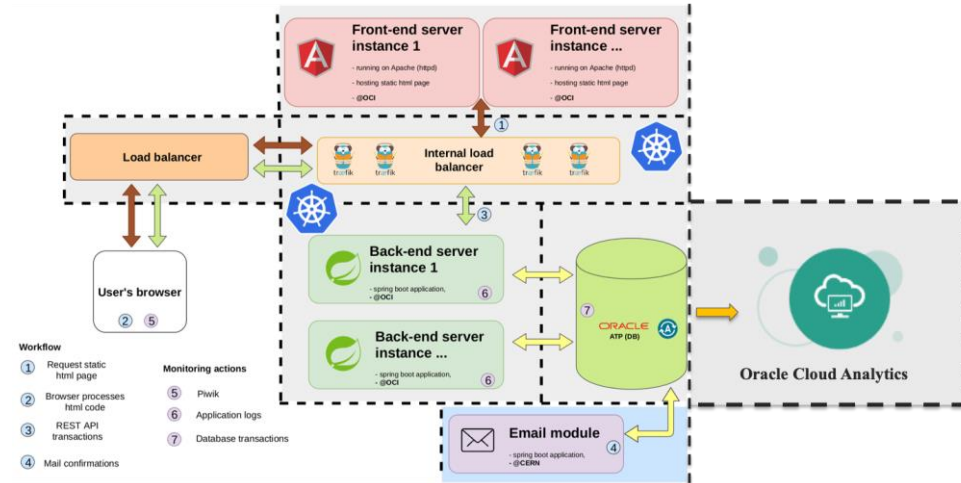 Front-end server
instance 1
- running on Apache (httpd)
- hosting static html page
- @OCI
Front-end server
instance ...
- running on Apache (httpd)
- hosting static html page
- @OCI
1
Load balancer
Internal load
balancer
træfik
træfik
træfik
træfik
3
User's browser
2
5
Back-end server
instance 1
- spring boot application,
- @OCI
6
Back-end server
instance ...
- spring boot application,
- @OCI
6
7
ORACLE
ATP (DB)
A
Oracle Cloud Analytics
Email module
- spring boot application,
- @CERN
4
Workflow
1 Request static
html page
2 Browser processes
html code
3 REST API
transactions
4 Mail confirmations
Monitoring actions
5 Piwik
6 Application logs
7 Database transactions